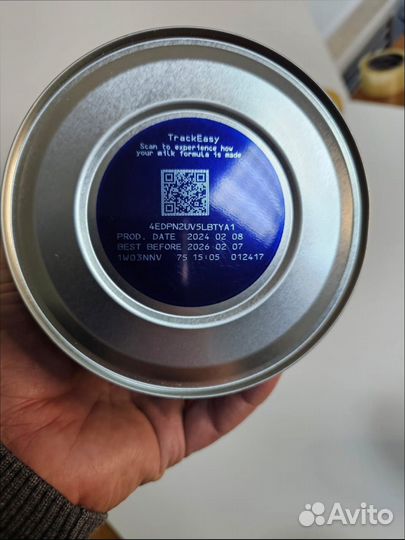 TrackEasy
Scan to experience how
your milk formula is made
4EDPN2UV5LBTYA1
PROD. DATE 2024 02 08
BEST BEFORE 2026 02 07
1W03NNV 75 15:05 012417
Avito